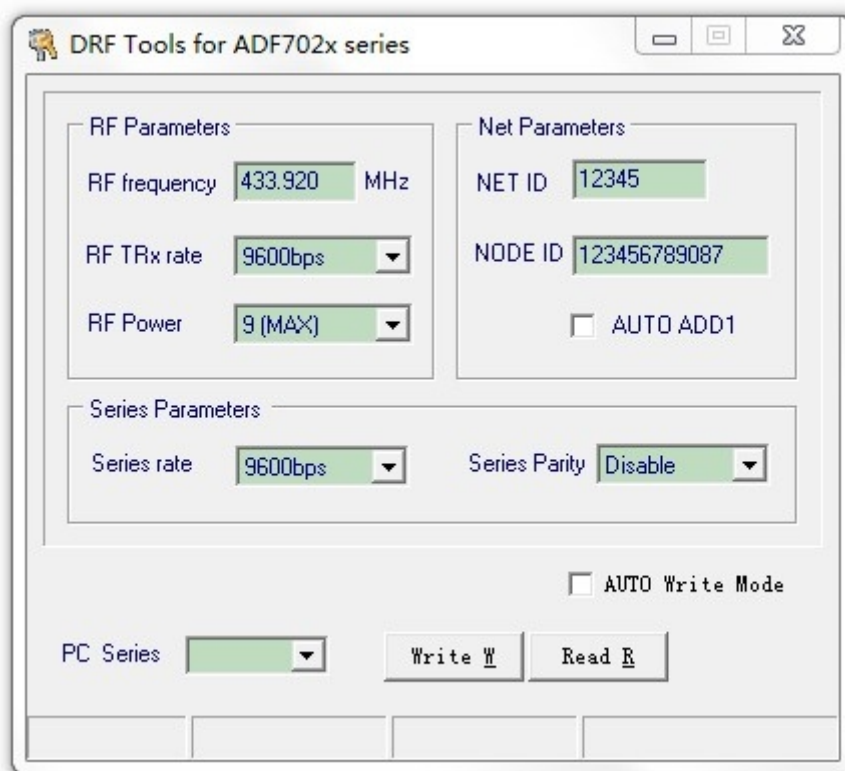 DRF Tools for ADF702x series
RF Parameters
RF frequency 433.920 MHz
RF TRx rate 9600bps
RF Power 9 (MAX)
Net Parameters
NET ID 12345
NODE ID 123456789087
AUTO ADD1
Series Parameters
Series rate 9600bps Series Parity Disable
AUTO Write Mode
PC Series Write W Read R